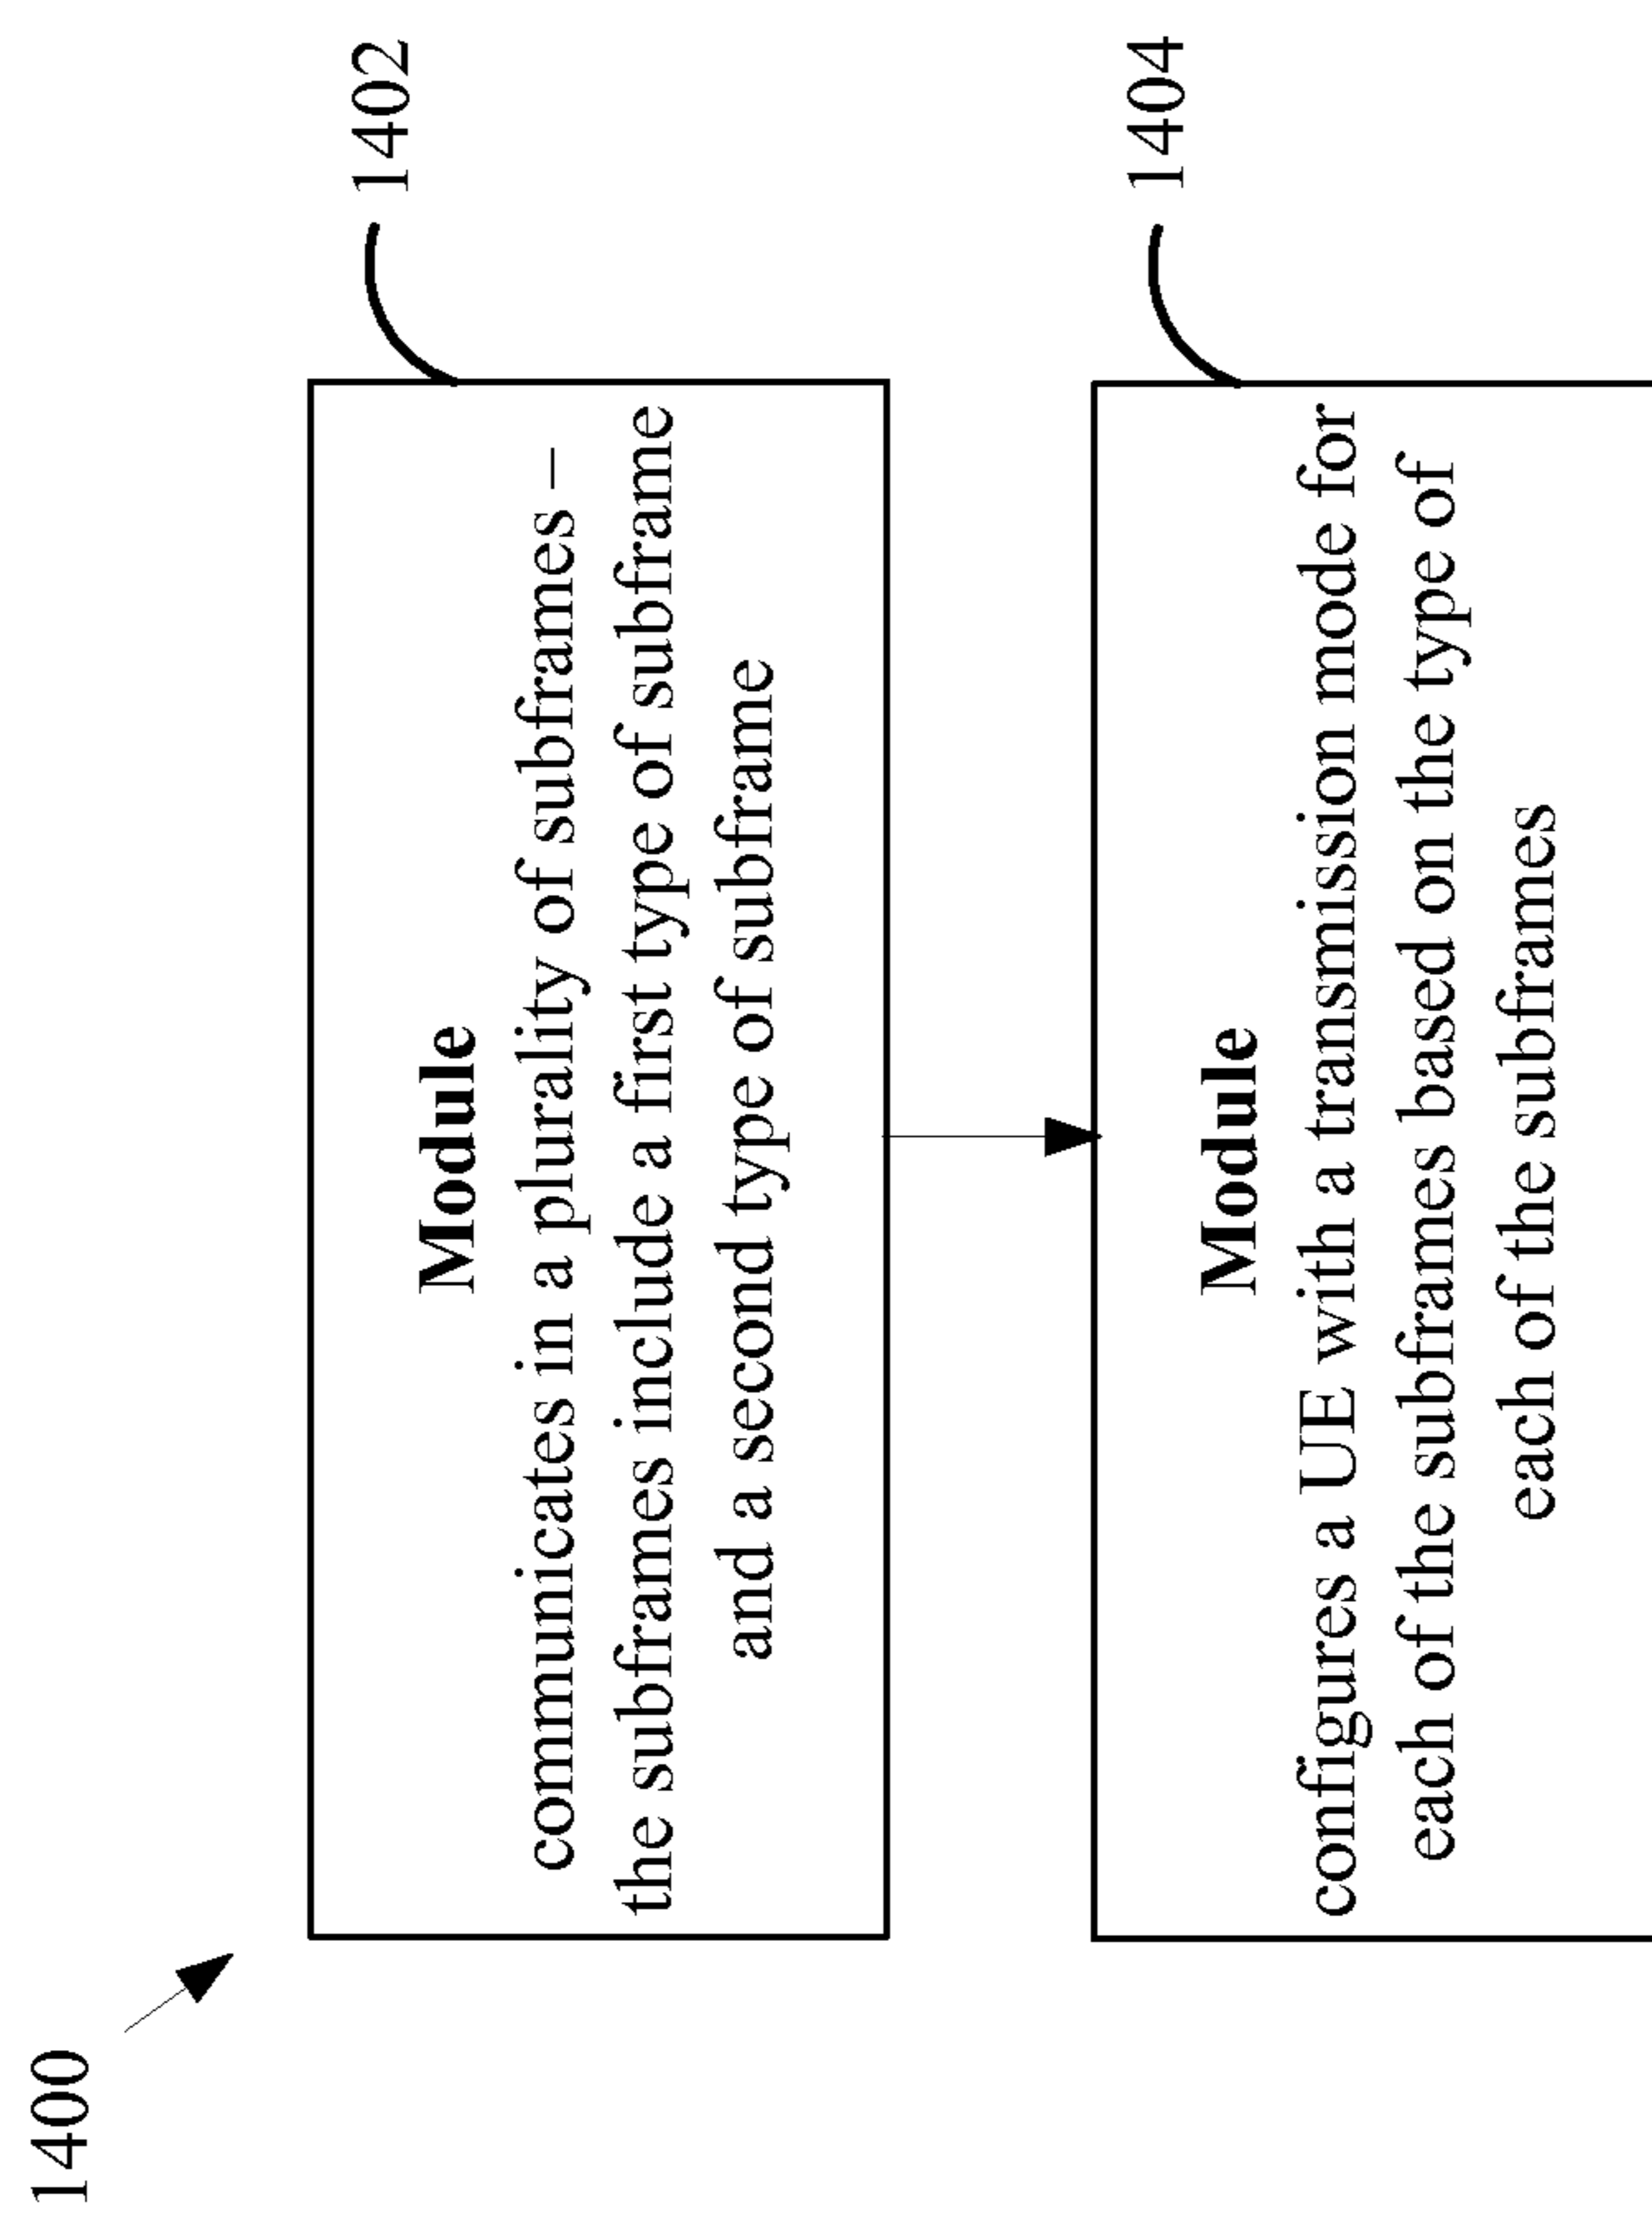 1400
1402
Module
communicates in a plurality of subframes –
the subframes include a first type of subframe
and a second type of subframe
1404
Module
configures a UE with a transmission mode for
each of the subframes based on the type of
each of the subframes